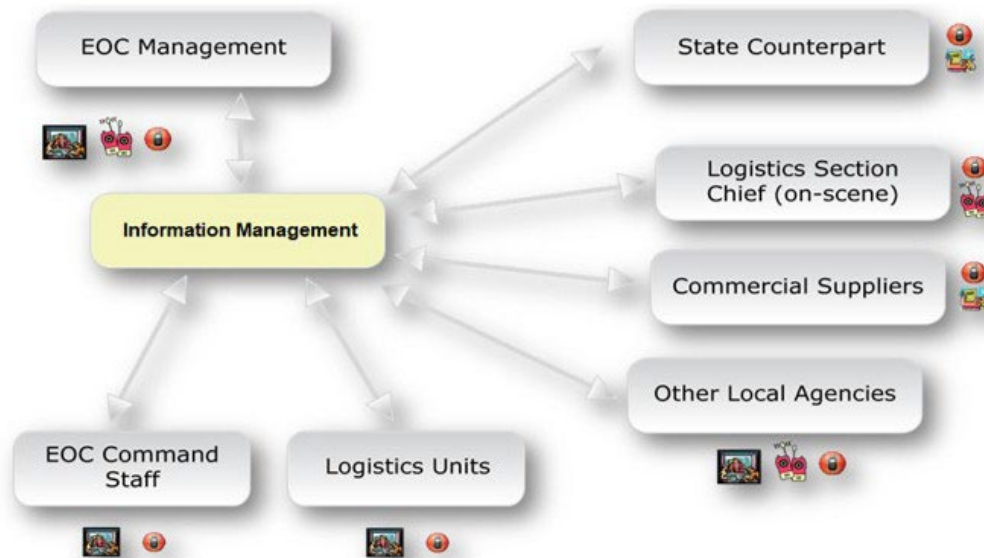 EOC Management
State Counterpart
Logistics Section
Chief (on-scene)
Information Management
Commercial Suppliers
Other Local Agencies
EOC Command
Staff
Logistics Units